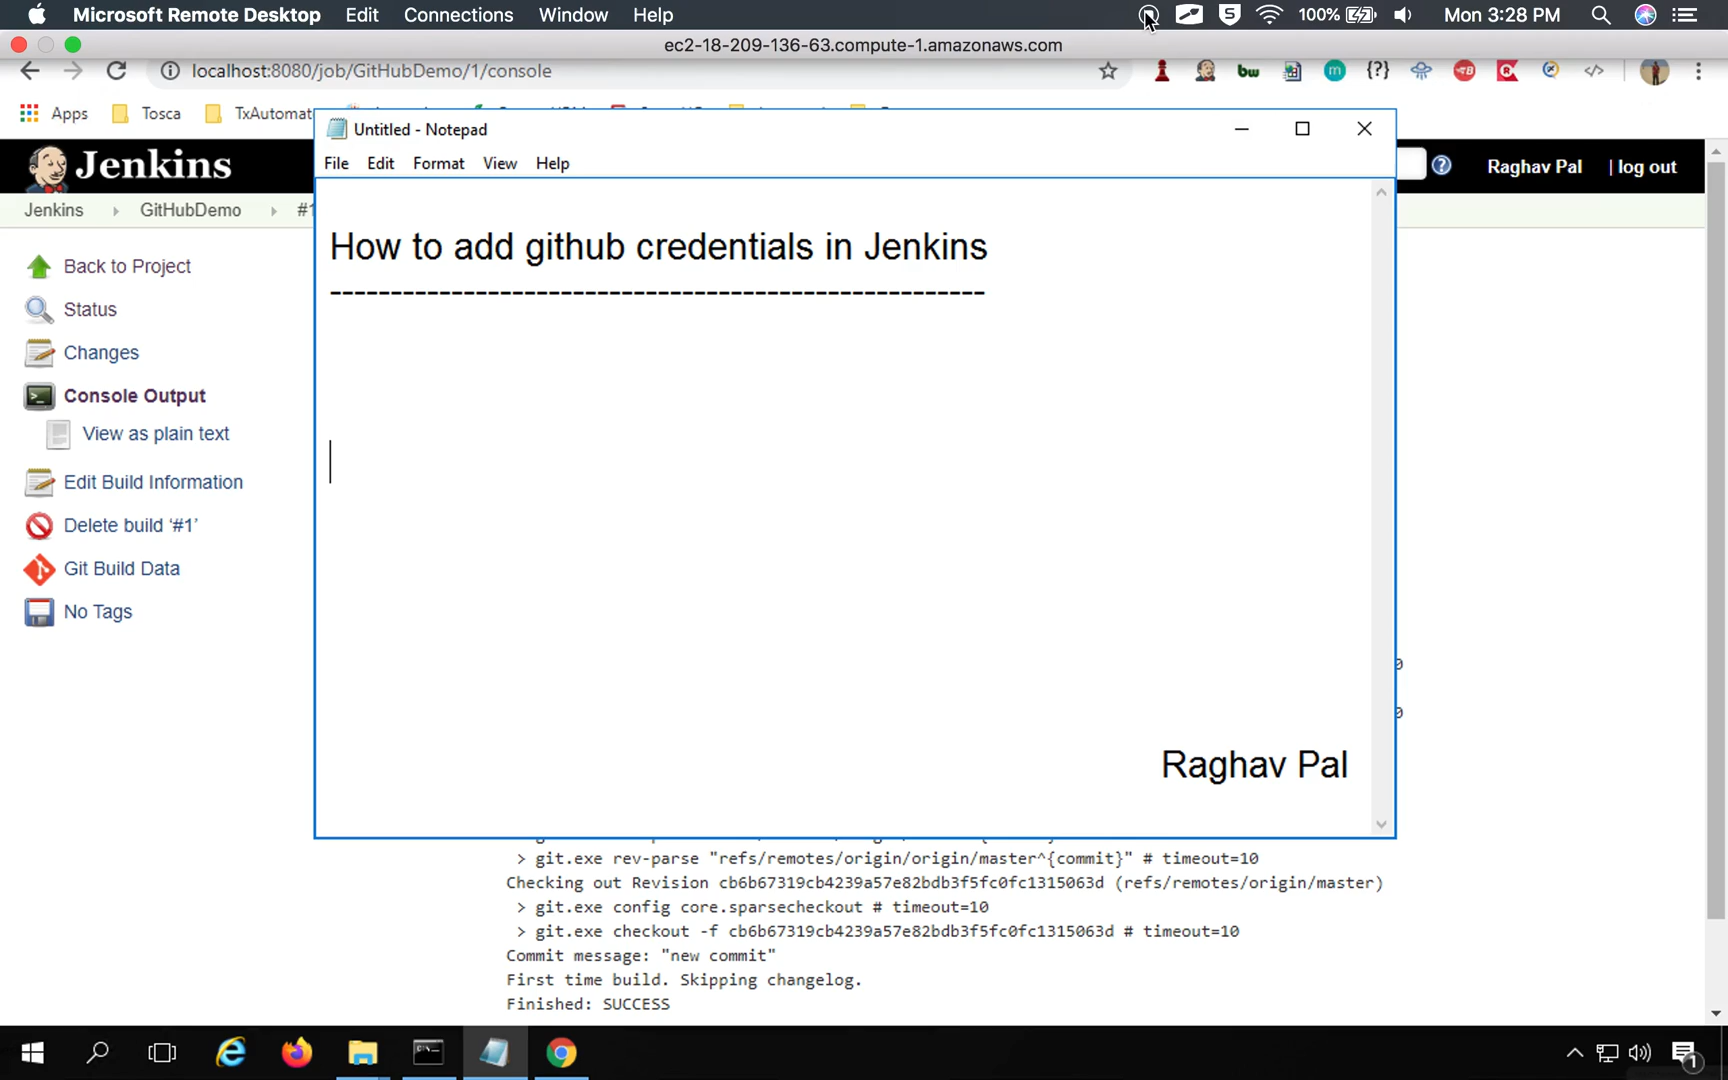 Microsoft Remote Desktop Edit Connections Window Help 100% Mon 3:28 PM
ec2-18-209-136-63.compute-1.amazonaws.com
localhost:8080/job/GitHubDemo/1/console
Apps Tosca TxAutomat
Untitled - Notepad
File Edit Format View Help
Jenkins
Raghav Pal | log out
Jenkins GitHubDemo #1
How to add github credentials in Jenkins
------------------------------------------------------
Back to Project
Status
Changes
Console Output
View as plain text
Edit Build Information
Delete build ‘#1’
Git Build Data
No Tags
Raghav Pal
> git.exe rev-parse "refs/remotes/origin/origin/master^{commit}" # timeout=10
Checking out Revision cb6b67319cb4239a57e82bdb3f5fc0fc1315063d (refs/remotes/origin/master)
> git.exe config core.sparsecheckout # timeout=10
> git.exe checkout -f cb6b67319cb4239a57e82bdb3f5fc0fc1315063d # timeout=10
Commit message: "new commit"
First time build. Skipping changelog.
Finished: SUCCESS